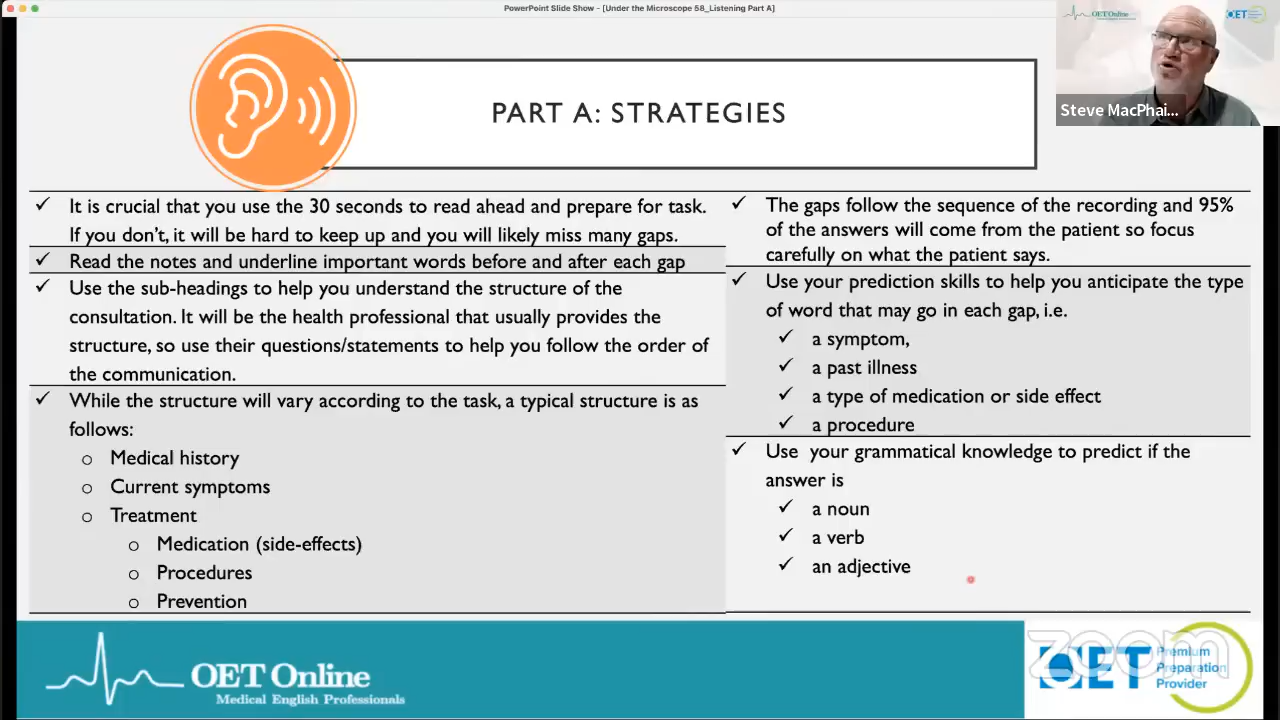 PowerPoint Slide Show - [Under the Microscope 58_Listening Part A]
OET Online
OET
Steve MacPhai...
PART A: STRATEGIES
✓ It is crucial that you use the 30 seconds to read ahead and prepare for task.
If you don't, it will be hard to keep up and you will likely miss many gaps.
✓ Read the notes and underline important words before and after each gap
✓ Use the sub-headings to help you understand the structure of the
consultation. It will be the health professional that usually provides the
structure, so use their questions/statements to help you follow the order of
the communication.
✓ While the structure will vary according to the task, a typical structure is as
follows:
o Medical history
o Current symptoms
o Treatment
o Medication (side-effects)
o Procedures
o Prevention
✓ The gaps follow the sequence of the recording and 95%
of the answers will come from the patient so focus
carefully on what the patient says.
✓ Use your prediction skills to help you anticipate the type
of word that may go in each gap, i.e.
✓ a symptom,
✓ a past illness
✓ a type of medication or side effect
✓ a procedure
✓ Use your grammatical knowledge to predict if the
answer is
✓ a noun
✓ a verb
✓ an adjective
OET Online
Medical English Professionals
zoom
OET
Premium
Preparation
Provider